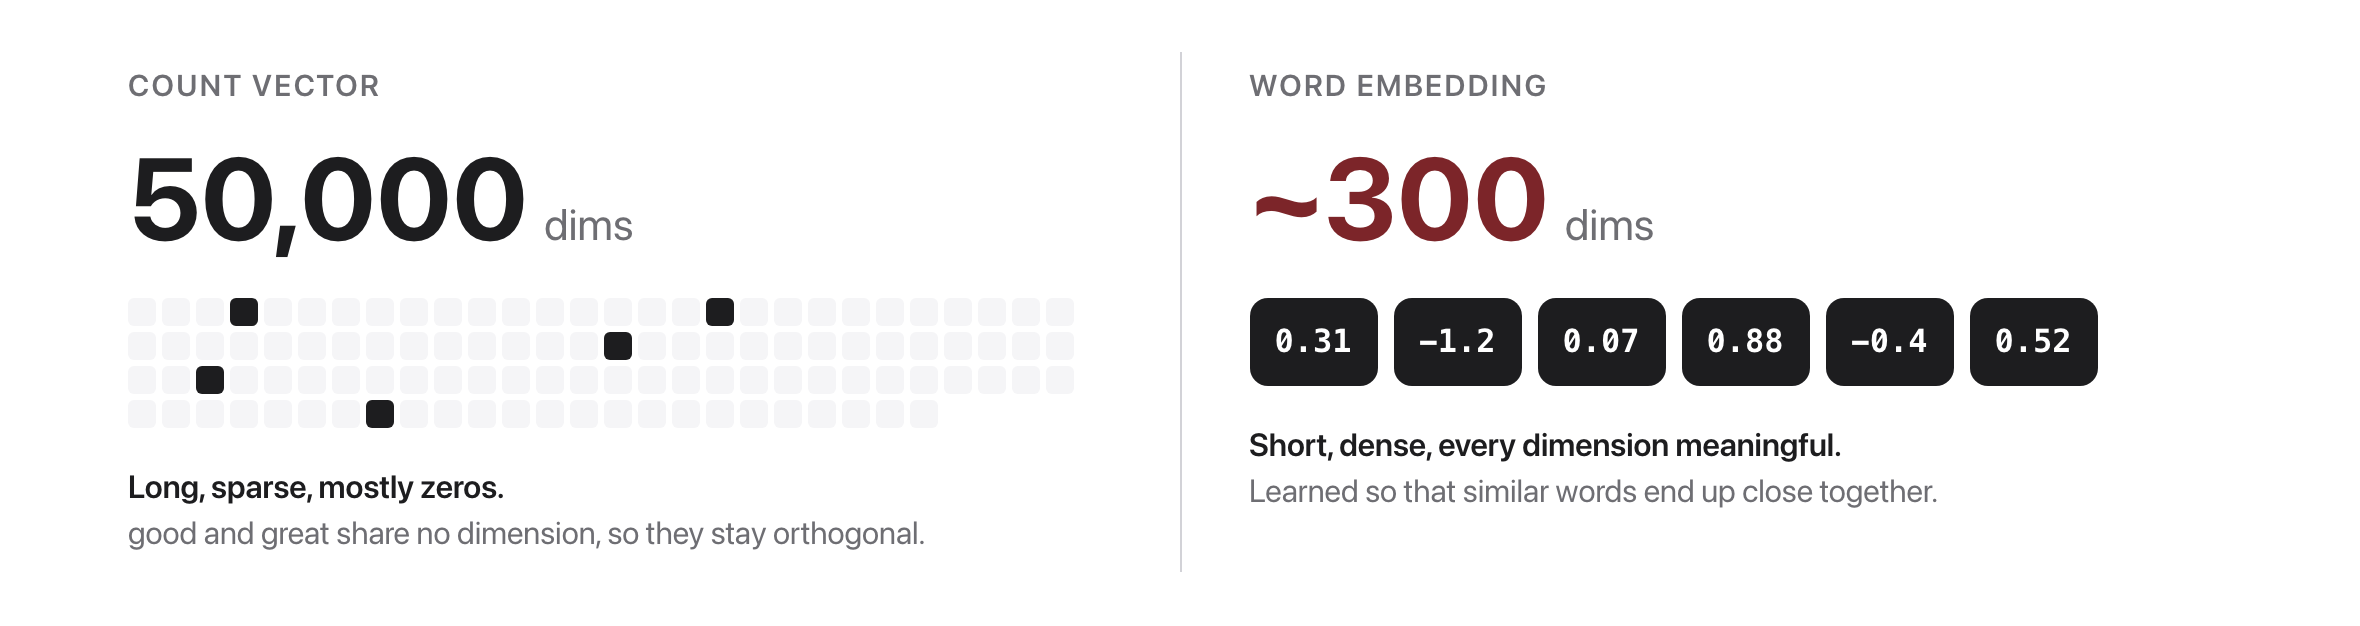 COUNT VECTOR
50,000 dims
Long, sparse, mostly zeros.
good and great share no dimension, so they stay orthogonal.
WORD EMBEDDING
~300 dims
0.31 −1.2 0.07 0.88 −0.4 0.52
Short, dense, every dimension meaningful.
Learned so that similar words end up close together.